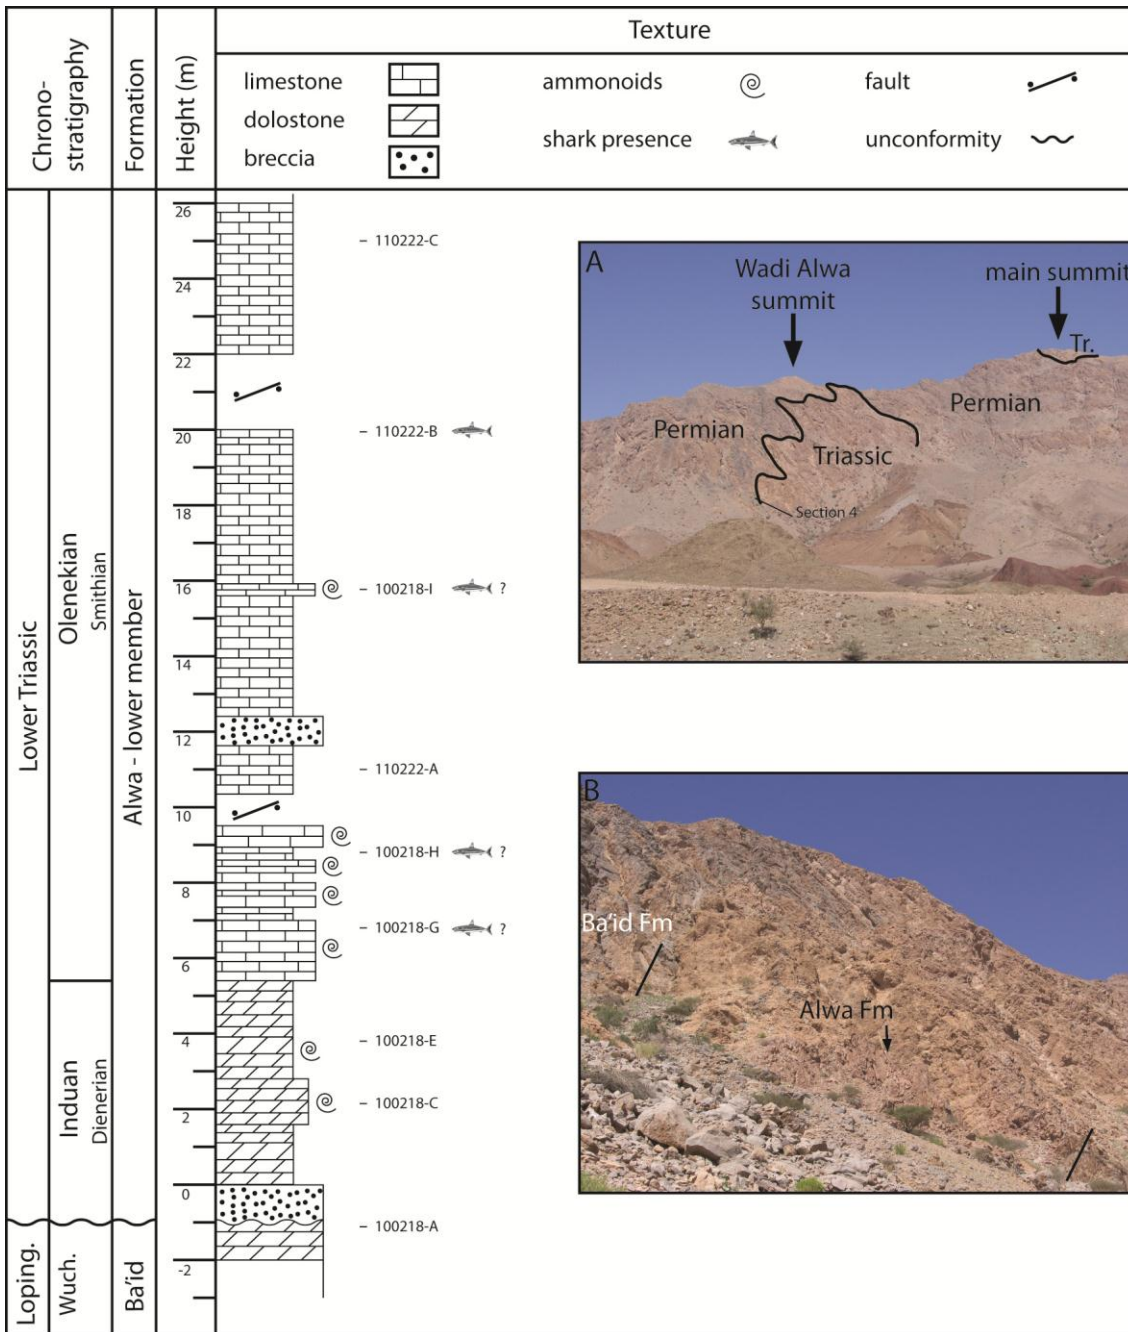 Chrono-
stratigraphy
Formation
Height (m)
Texture
limestone
dolostone
breccia
ammonoids
shark presence
fault
unconformity
Lower Triassic
Olenekian
Smithian
Induan
Dienerian
Loping.
Wuch.
Alwa - lower member
Ba'id
26
24
22
20
18
16
14
12
10
8
6
4
2
0
-2
– 110222-C
– 110222-B
– 100218-I ?
– 110222-A
– 100218-H ?
– 100218-G ?
– 100218-E
– 100218-C
– 100218-A
A
Wadi Alwa
summit
main summit
Tr.
Permian
Permian
Triassic
Section 4
B
Ba'id Fm
Alwa Fm